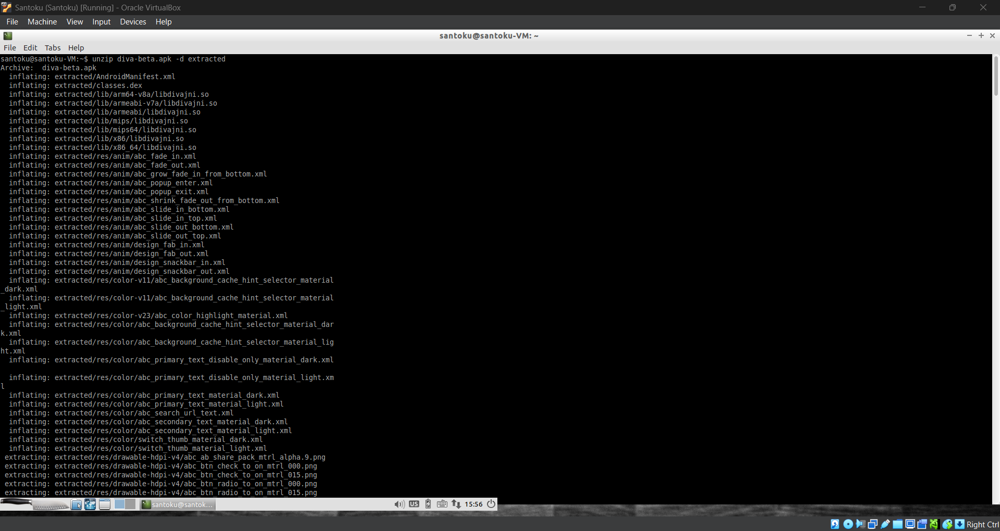 Santoku (Santoku) [Running] - Oracle VirtualBox
File Machine View Input Devices Help
santoku@santoku-VM: ~
File Edit Tabs Help
santoku@santoku-VM:~$ unzip diva-beta.apk -d extracted
Archive:  diva-beta.apk
  inflating: extracted/AndroidManifest.xml
  inflating: extracted/classes.dex
  inflating: extracted/lib/arm64-v8a/libdivajni.so
  inflating: extracted/lib/armeabi-v7a/libdivajni.so
  inflating: extracted/lib/armeabi/libdivajni.so
  inflating: extracted/lib/mips/libdivajni.so
  inflating: extracted/lib/mips64/libdivajni.so
  inflating: extracted/lib/x86/libdivajni.so
  inflating: extracted/lib/x86_64/libdivajni.so
  inflating: extracted/res/anim/abc_fade_in.xml
  inflating: extracted/res/anim/abc_fade_out.xml
  inflating: extracted/res/anim/abc_grow_fade_in_from_bottom.xml
  inflating: extracted/res/anim/abc_popup_enter.xml
  inflating: extracted/res/anim/abc_popup_exit.xml
  inflating: extracted/res/anim/abc_shrink_fade_out_from_bottom.xml
  inflating: extracted/res/anim/abc_slide_in_bottom.xml
  inflating: extracted/res/anim/abc_slide_in_top.xml
  inflating: extracted/res/anim/abc_slide_out_bottom.xml
  inflating: extracted/res/anim/abc_slide_out_top.xml
  inflating: extracted/res/anim/design_fab_in.xml
  inflating: extracted/res/anim/design_fab_out.xml
  inflating: extracted/res/anim/design_snackbar_in.xml
  inflating: extracted/res/anim/design_snackbar_out.xml
  inflating: extracted/res/color-v11/abc_background_cache_hint_selector_material
_dark.xml
  inflating: extracted/res/color-v11/abc_background_cache_hint_selector_material
_light.xml
  inflating: extracted/res/color-v23/abc_color_highlight_material.xml
  inflating: extracted/res/color/abc_background_cache_hint_selector_material_dar
k.xml
  inflating: extracted/res/color/abc_background_cache_hint_selector_material_lig
ht.xml
  inflating: extracted/res/color/abc_primary_text_disable_only_material_dark.xml
  inflating: extracted/res/color/abc_primary_text_disable_only_material_light.xm
l
  inflating: extracted/res/color/abc_primary_text_material_dark.xml
  inflating: extracted/res/color/abc_primary_text_material_light.xml
  inflating: extracted/res/color/abc_search_url_text.xml
  inflating: extracted/res/color/abc_secondary_text_material_dark.xml
  inflating: extracted/res/color/abc_secondary_text_material_light.xml
  inflating: extracted/res/color/switch_thumb_material_dark.xml
  inflating: extracted/res/color/switch_thumb_material_light.xml
 extracting: extracted/res/drawable-hdpi-v4/abc_ab_share_pack_mtrl_alpha.9.png
 extracting: extracted/res/drawable-hdpi-v4/abc_btn_check_to_on_mtrl_000.png
 extracting: extracted/res/drawable-hdpi-v4/abc_btn_check_to_on_mtrl_015.png
 extracting: extracted/res/drawable-hdpi-v4/abc_btn_radio_to_on_mtrl_000.png
 extracting: extracted/res/drawable-hdpi-v4/abc_btn_radio_to_on_mtrl_015.png
santoku@santok... US 15:56
Right Ctrl